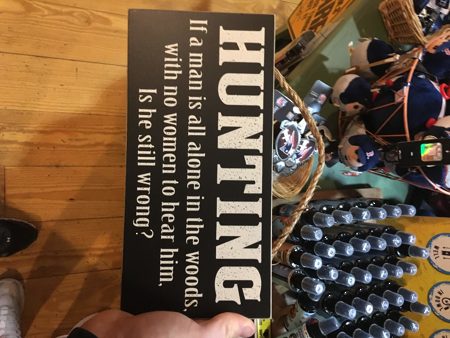 HUNTING
If a man is all alone in the woods,
with no women to hear him,
Is he still wrong?